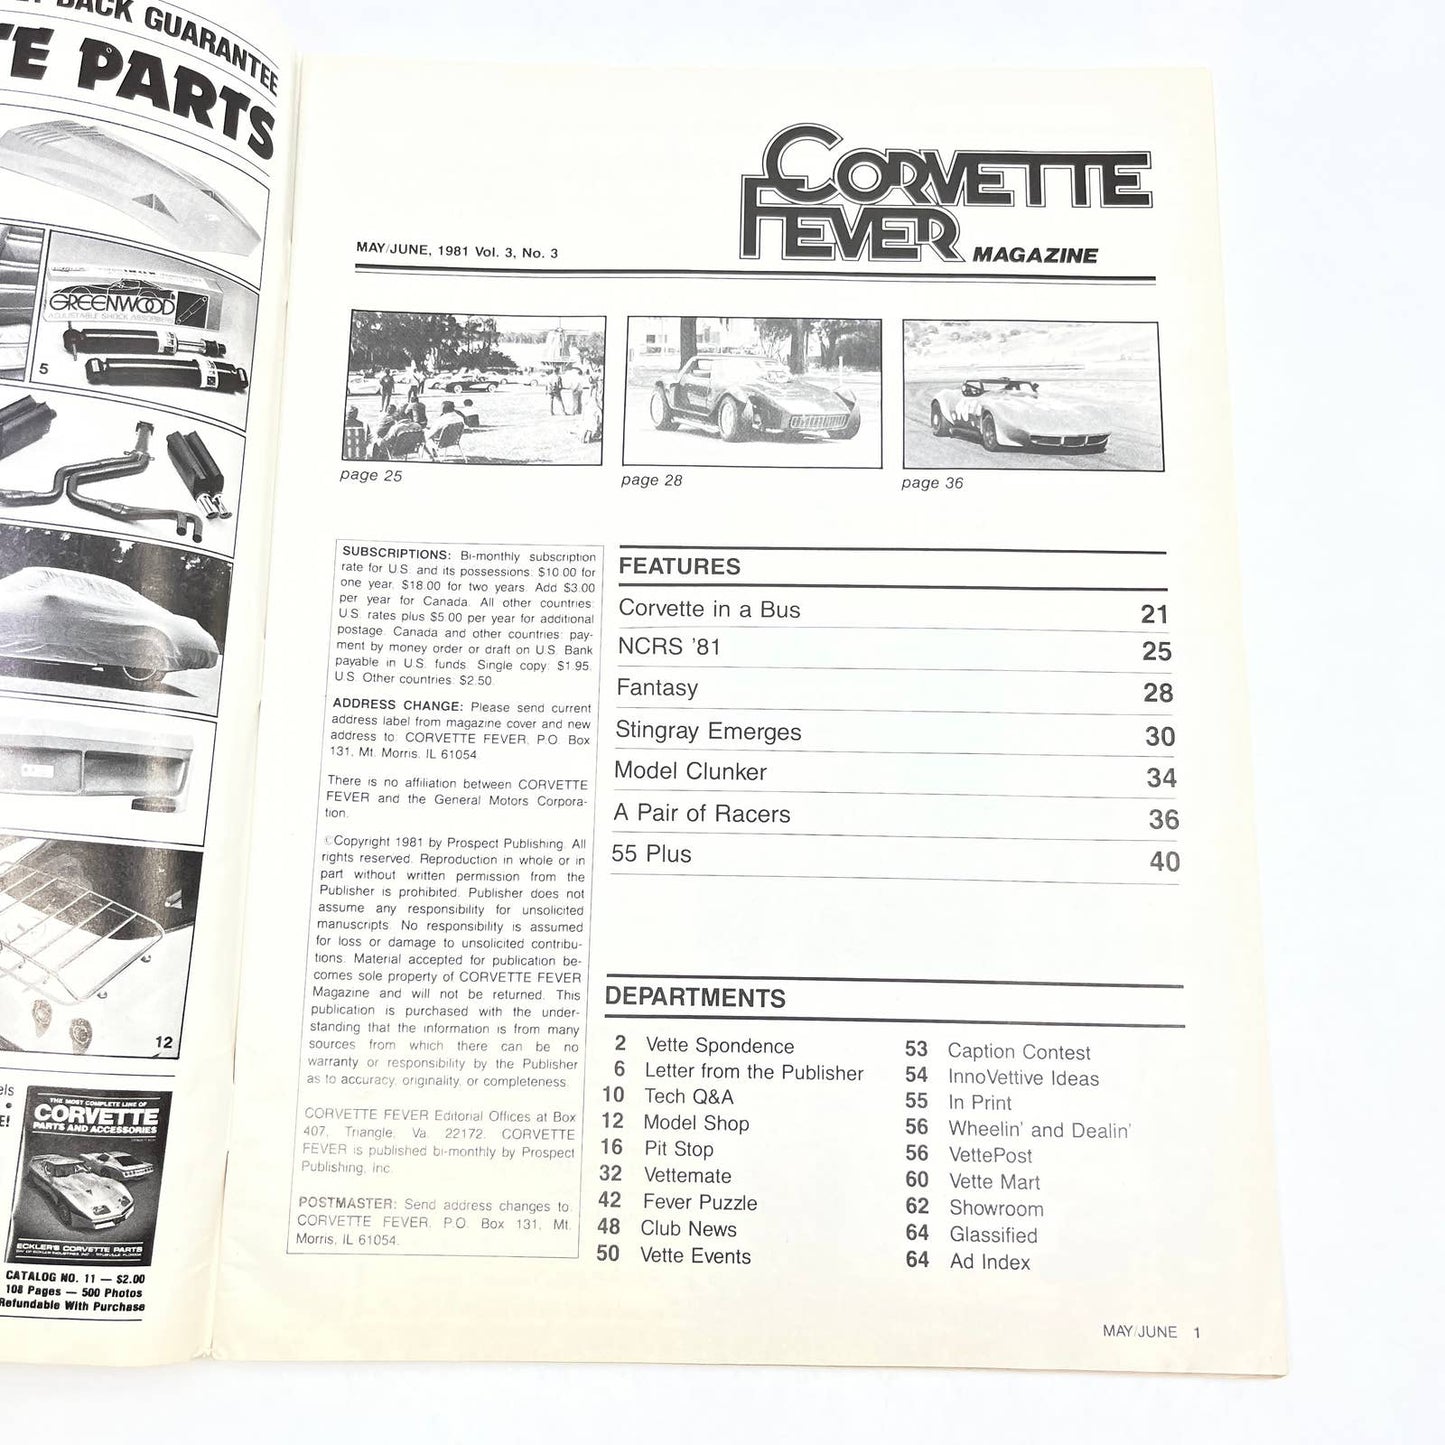 BACK GUARANTEE
TE PARTS
GREENWOOD
ADJUSTABLE SHOCK ABSORBERS
5
12
THE MOST COMPLETE LINE OF
CORVETTE
PARTS AND ACCESSORIES
ECKLER'S CORVETTE PARTS
CATALOG NO. 11 — $2.00
108 Pages — 500 Photos
Refundable With Purchase
CORVETTE
FEVER MAGAZINE
MAY/JUNE, 1981 Vol. 3, No. 3
page 25
page 28
page 36
SUBSCRIPTIONS: Bi-monthly subscription
rate for U.S. and its possessions: $10.00 for
one year, $18.00 for two years. Add $3.00
per year for Canada. All other countries:
U.S. rates plus $5.00 per year for additional
postage. Canada and other countries: pay-
ment by money order or draft on U.S. Bank
payable in U.S. funds. Single copy: $1.95,
U.S. Other countries: $2.50.
ADDRESS CHANGE: Please send current
address label from magazine cover and new
address to: CORVETTE FEVER, P.O. Box
131, Mt. Morris, IL 61054.
There is no affiliation between CORVETTE
FEVER and the General Motors Corpora-
tion.
©Copyright 1981 by Prospect Publishing. All
rights reserved. Reproduction in whole or in
part without written permission from the
Publisher is prohibited. Publisher does not
assume any responsibility for unsolicited
manuscripts. No responsibility is assumed
for loss or damage to unsolicited contribu-
tions. Material accepted for publication be-
comes sole property of CORVETTE FEVER
Magazine and will not be returned. This
publication is purchased with the under-
standing that the information is from many
sources from which there can be no
warranty or responsibility by the Publisher
as to accuracy, originality, or completeness.
CORVETTE FEVER Editorial Offices at Box
407, Triangle, Va. 22172. CORVETTE
FEVER is published bi-monthly by Prospect
Publishing, inc.
POSTMASTER: Send address changes to:
CORVETTE FEVER, P.O. Box 131, Mt.
Morris, IL 61054.
FEATURES
Corvette in a Bus 21
NCRS '81 25
Fantasy 28
Stingray Emerges 30
Model Clunker 34
A Pair of Racers 36
55 Plus 40
DEPARTMENTS
2 Vette Spondence
6 Letter from the Publisher
10 Tech Q&A
12 Model Shop
16 Pit Stop
32 Vettemate
42 Fever Puzzle
48 Club News
50 Vette Events
53 Caption Contest
54 InnoVettive Ideas
55 In Print
56 Wheelin' and Dealin'
56 VettePost
60 Vette Mart
62 Showroom
64 Glassified
64 Ad Index
MAY/JUNE 1